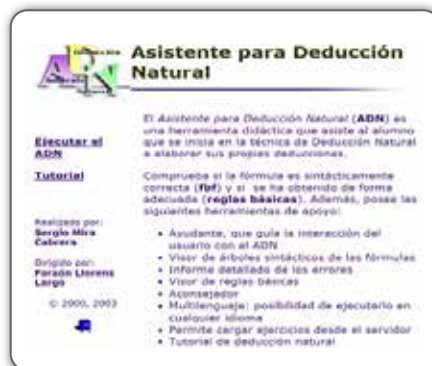 Asistente para Deducción
Natural
El Asistente para Deducción Natural (ADN) es
una herramienta didáctica que asiste al alumno
que se inicia en la técnica de Deducción Natural
a elaborar sus propias deducciones.
Ejecutar el
ADN
Tutorial
Comprueba si la fórmula es sintácticamente
correcta (fbf) y si se ha obtenido de forma
adecuada (reglas básicas). Además, posee las
siguientes herramientas de apoyo:
Realizado por:
Sergio Mira
Cabrera
Dirigido por:
Faraón Llorens
Largo
© 2000, 2003
• Ayudante, que guía la interacción del
usuario con el ADN
• Visor de árboles sintácticos de las fórmulas
• Informe detallado de los errores
• Visor de reglas básicas
• Aconsejador
• Multilenguaje: posibilidad de ejecutarlo en
cualquier idioma
• Permite cargar ejercicios desde el servidor
• Tutorial de deducción natural